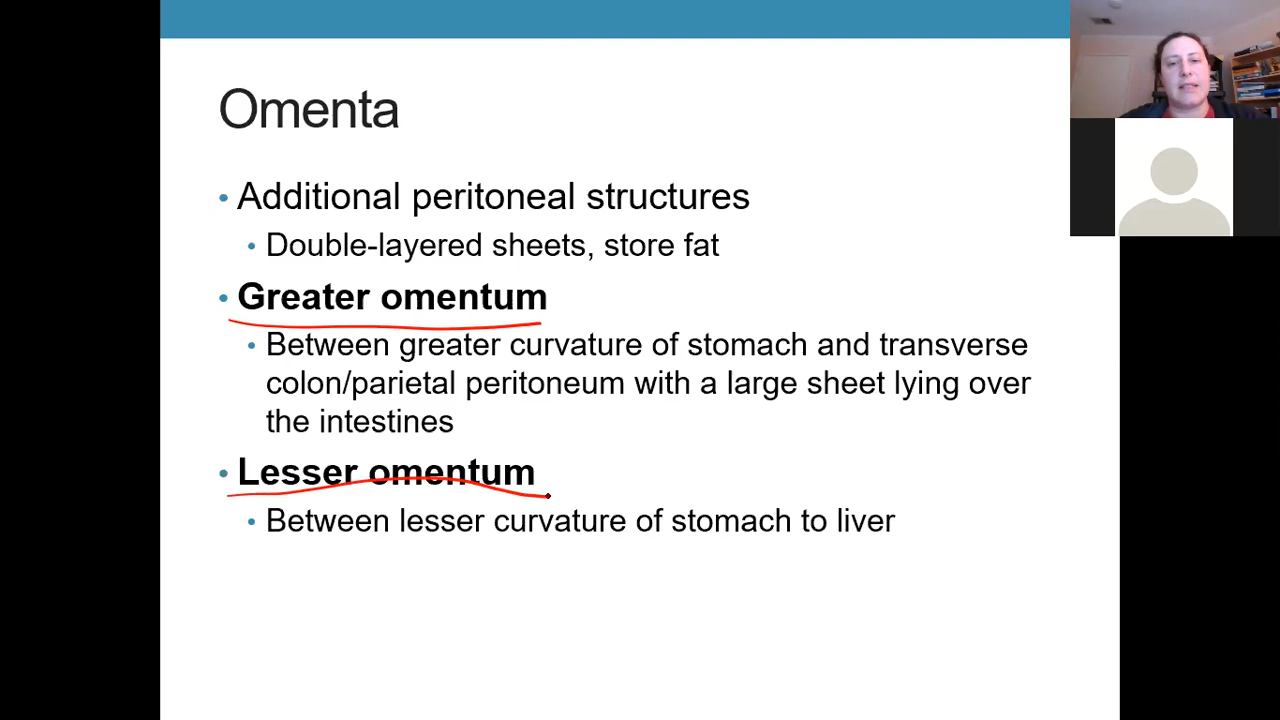 Omenta
• Additional peritoneal structures
• Double-layered sheets, store fat
• Greater omentum
• Between greater curvature of stomach and transverse
colon/parietal peritoneum with a large sheet lying over
the intestines
• Lesser omentum
• Between lesser curvature of stomach to liver